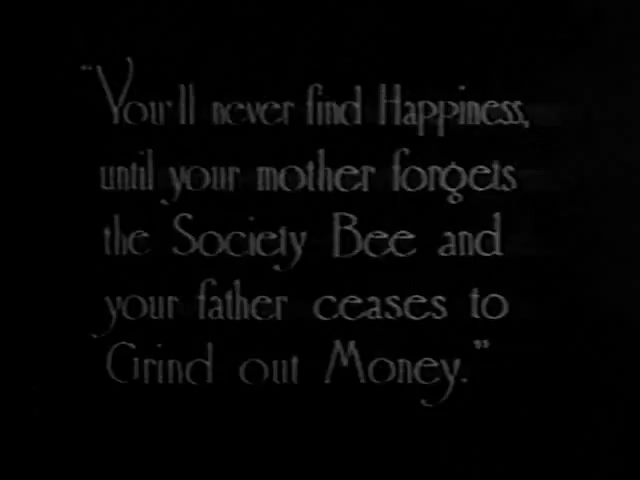 "You'll never find Happiness,
until your mother forgets
the Society Bee and
your father ceases to
Grind out Money."